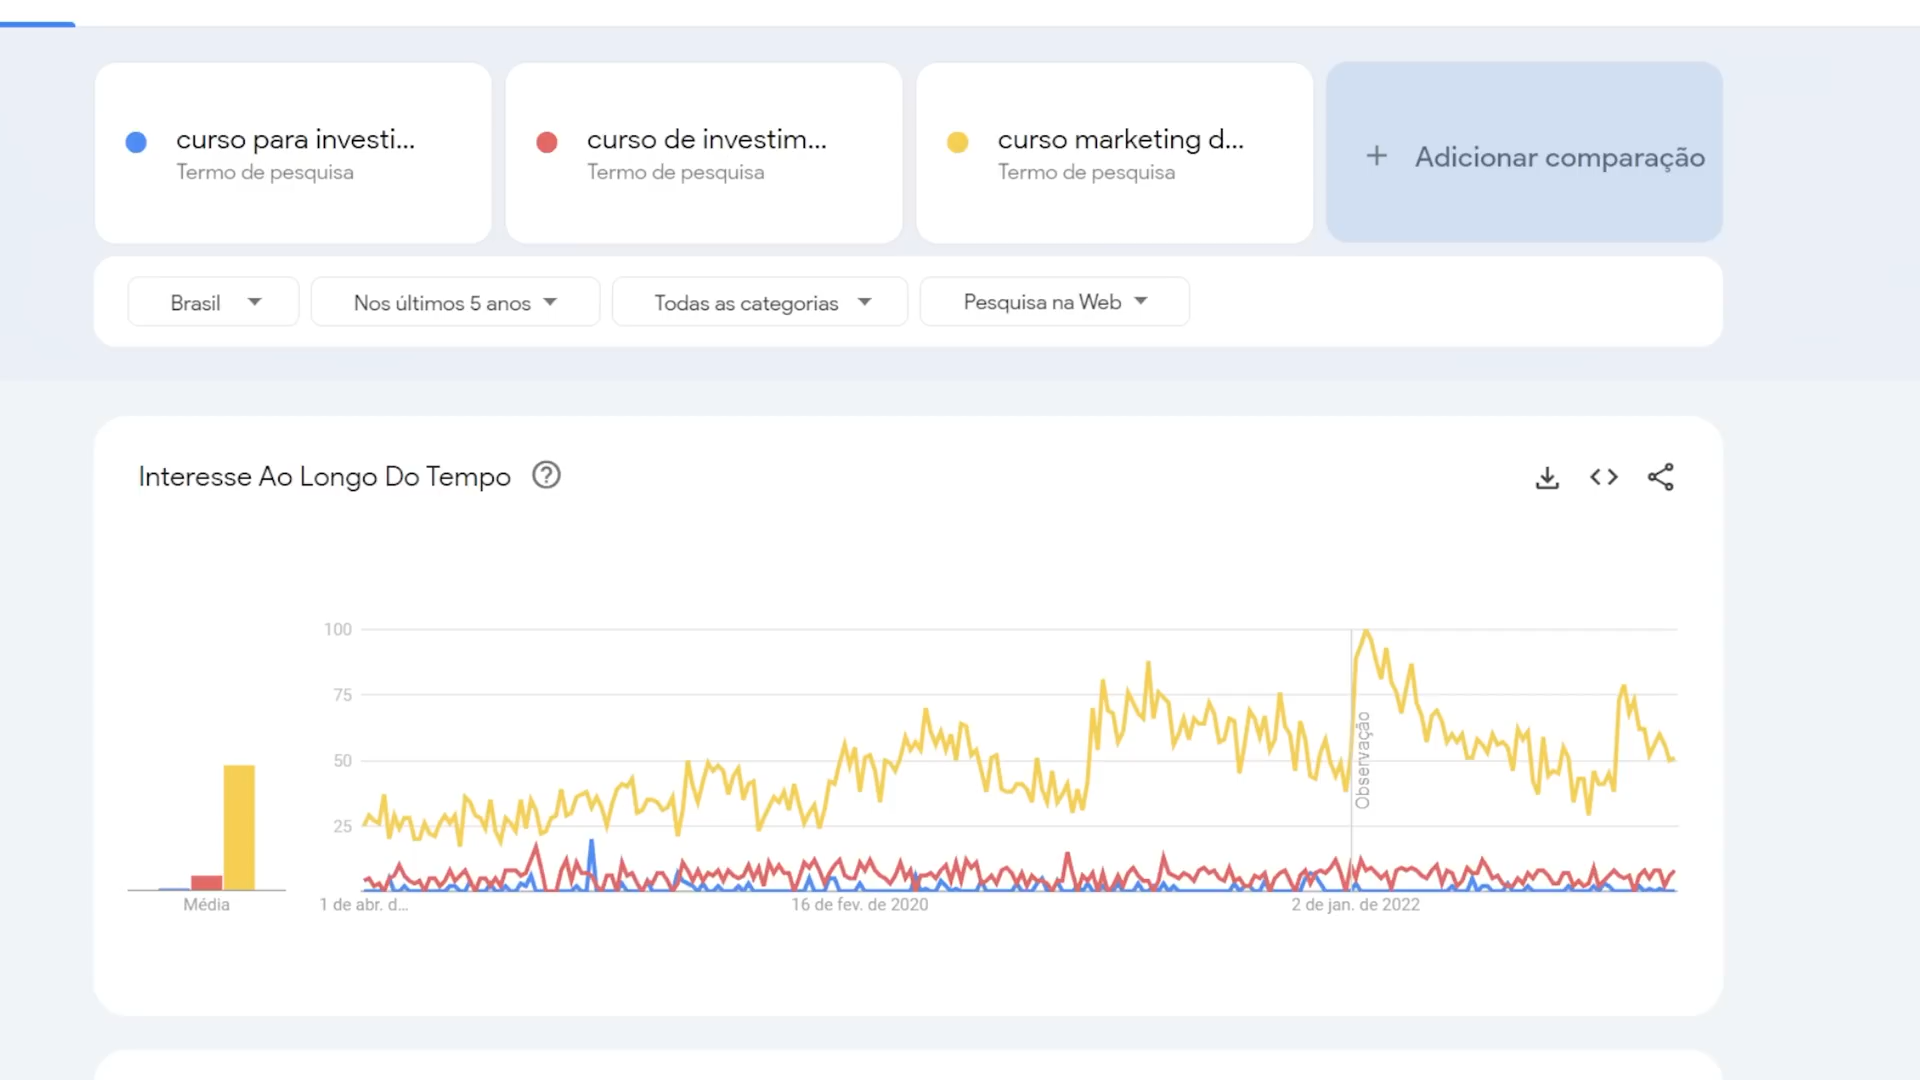 curso para investi...
Termo de pesquisa
curso de investim...
Termo de pesquisa
curso marketing d...
Termo de pesquisa
+ Adicionar comparação
Brasil
Nos últimos 5 anos
Todas as categorias
Pesquisa na Web
Interesse Ao Longo Do Tempo
100
75
50
25
Observação
Média
1 de abr. d...
16 de fev. de 2020
2 de jan. de 2022